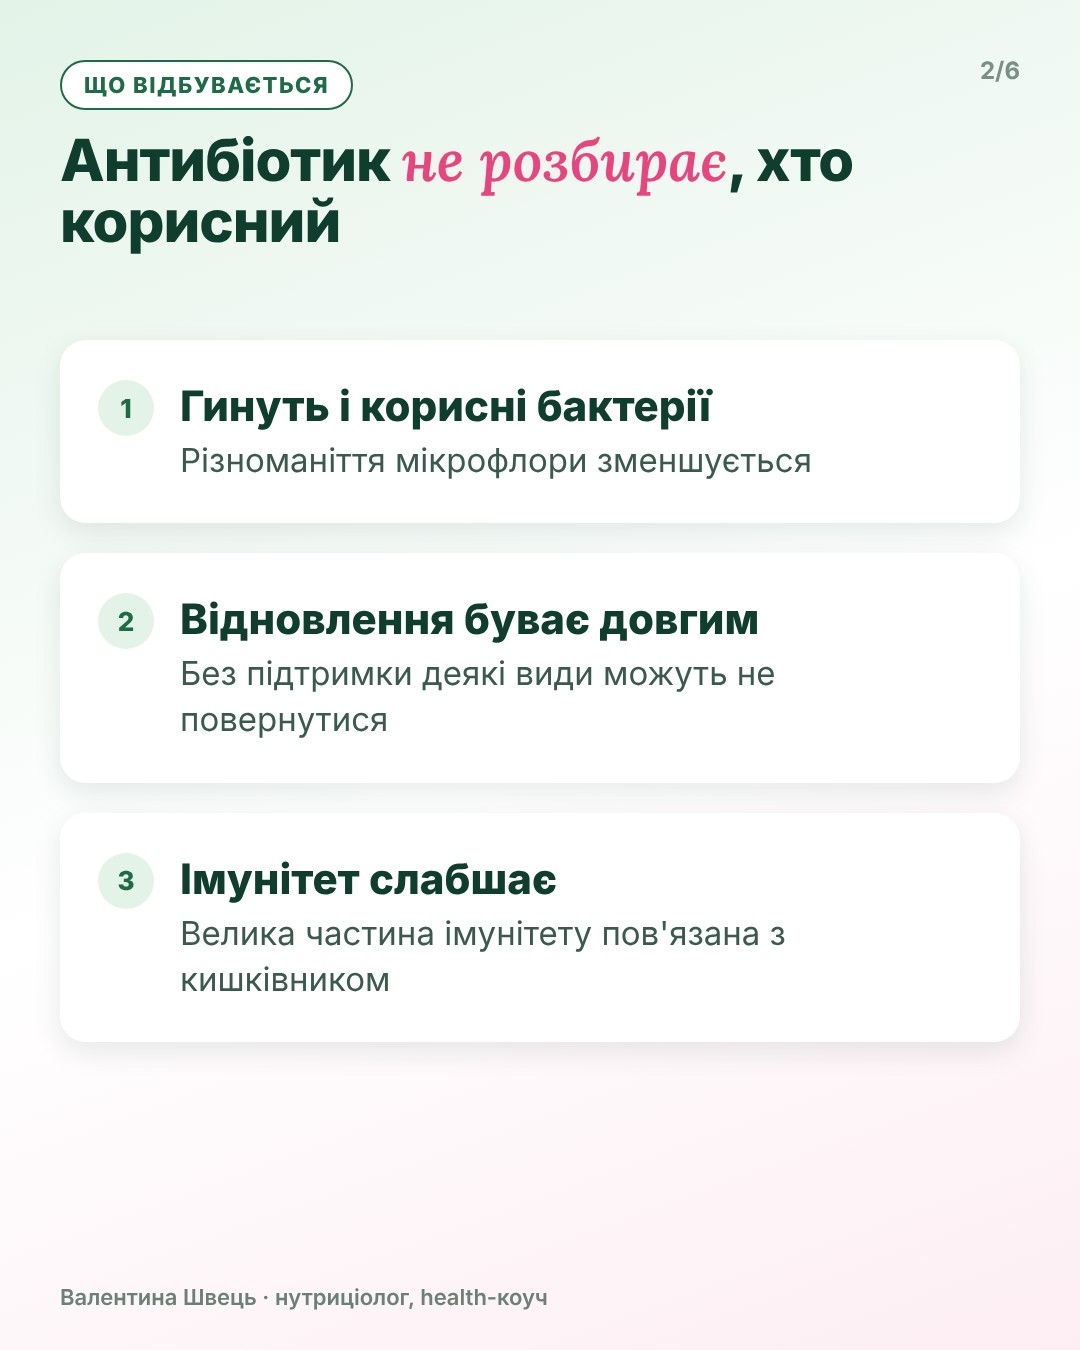 ЩО ВІДБУВАЄТЬСЯ
2/6
Антибіотик не розбирає, хто
корисний
1
Гинуть і корисні бактерії
Різноманіття мікрофлори зменшується
2
Відновлення буває довгим
Без підтримки деякі види можуть не
повернутися
3
Імунітет слабшає
Велика частина імунітету пов'язана з
кишківником
Валентина Швець · нутриціолог, health-коуч